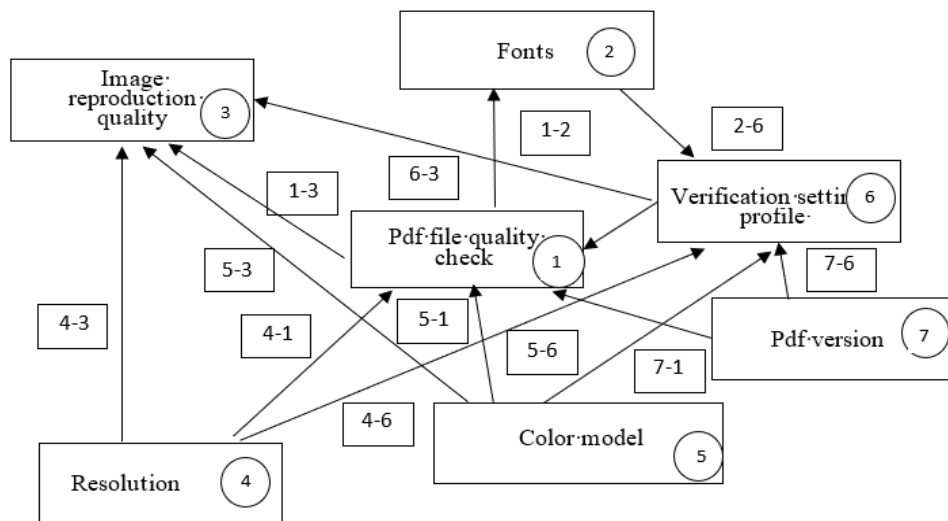 Fonts
2
Image·
reproduction·
quality
3
1-2
2-6
6-3
1-3
Verification·settin
profile·
6
Pdf·file·quality·
check
1
5-3
7-6
4-3
4-1
5-1
5-6
7-1
Pdf·version
7
4-6
Color·model
5
Resolution
4